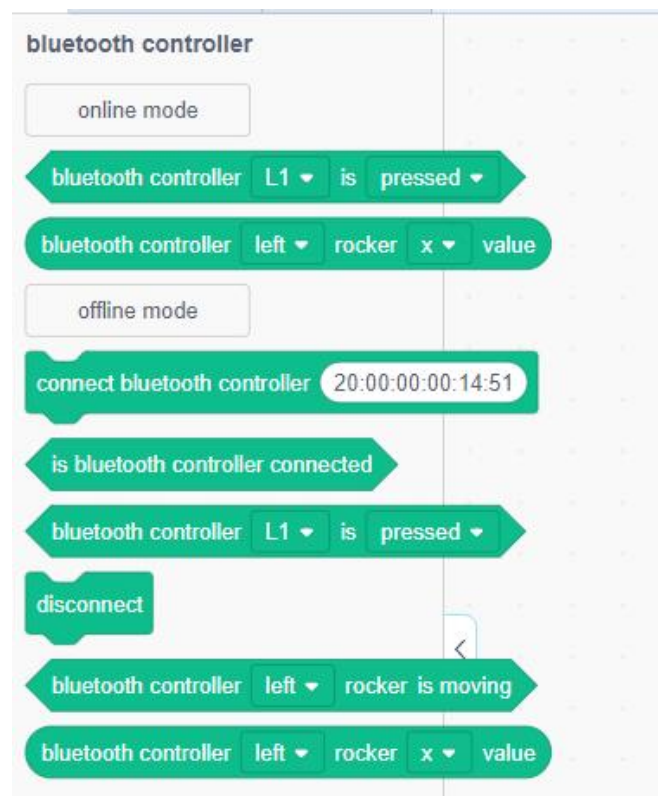 bluetooth controller
online mode
bluetooth controller L1 is pressed
bluetooth controller left rocker x value
offline mode
connect bluetooth controller 20:00:00:00:14:51
is bluetooth controller connected
bluetooth controller L1 is pressed
disconnect
bluetooth controller left rocker is moving
bluetooth controller left rocker x value